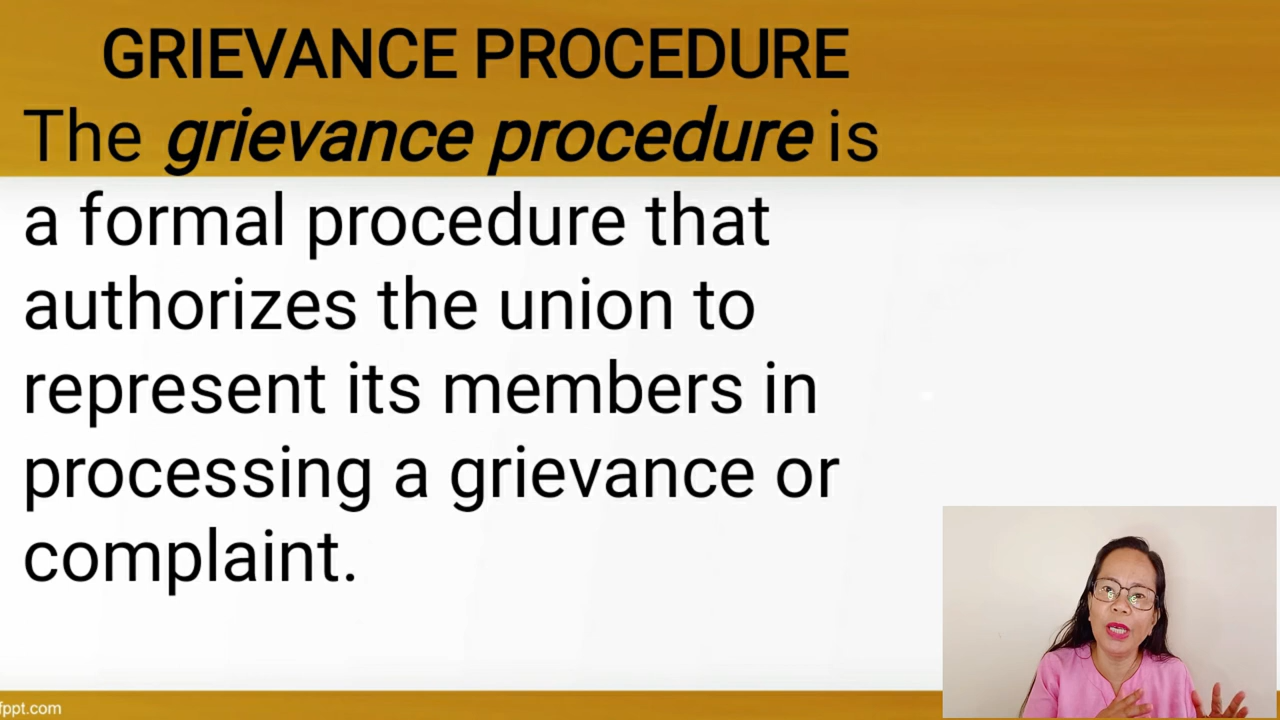 GRIEVANCE PROCEDURE
The grievance procedure is
a formal procedure that
authorizes the union to
represent its members in
processing a grievance or
complaint.
fppt.com